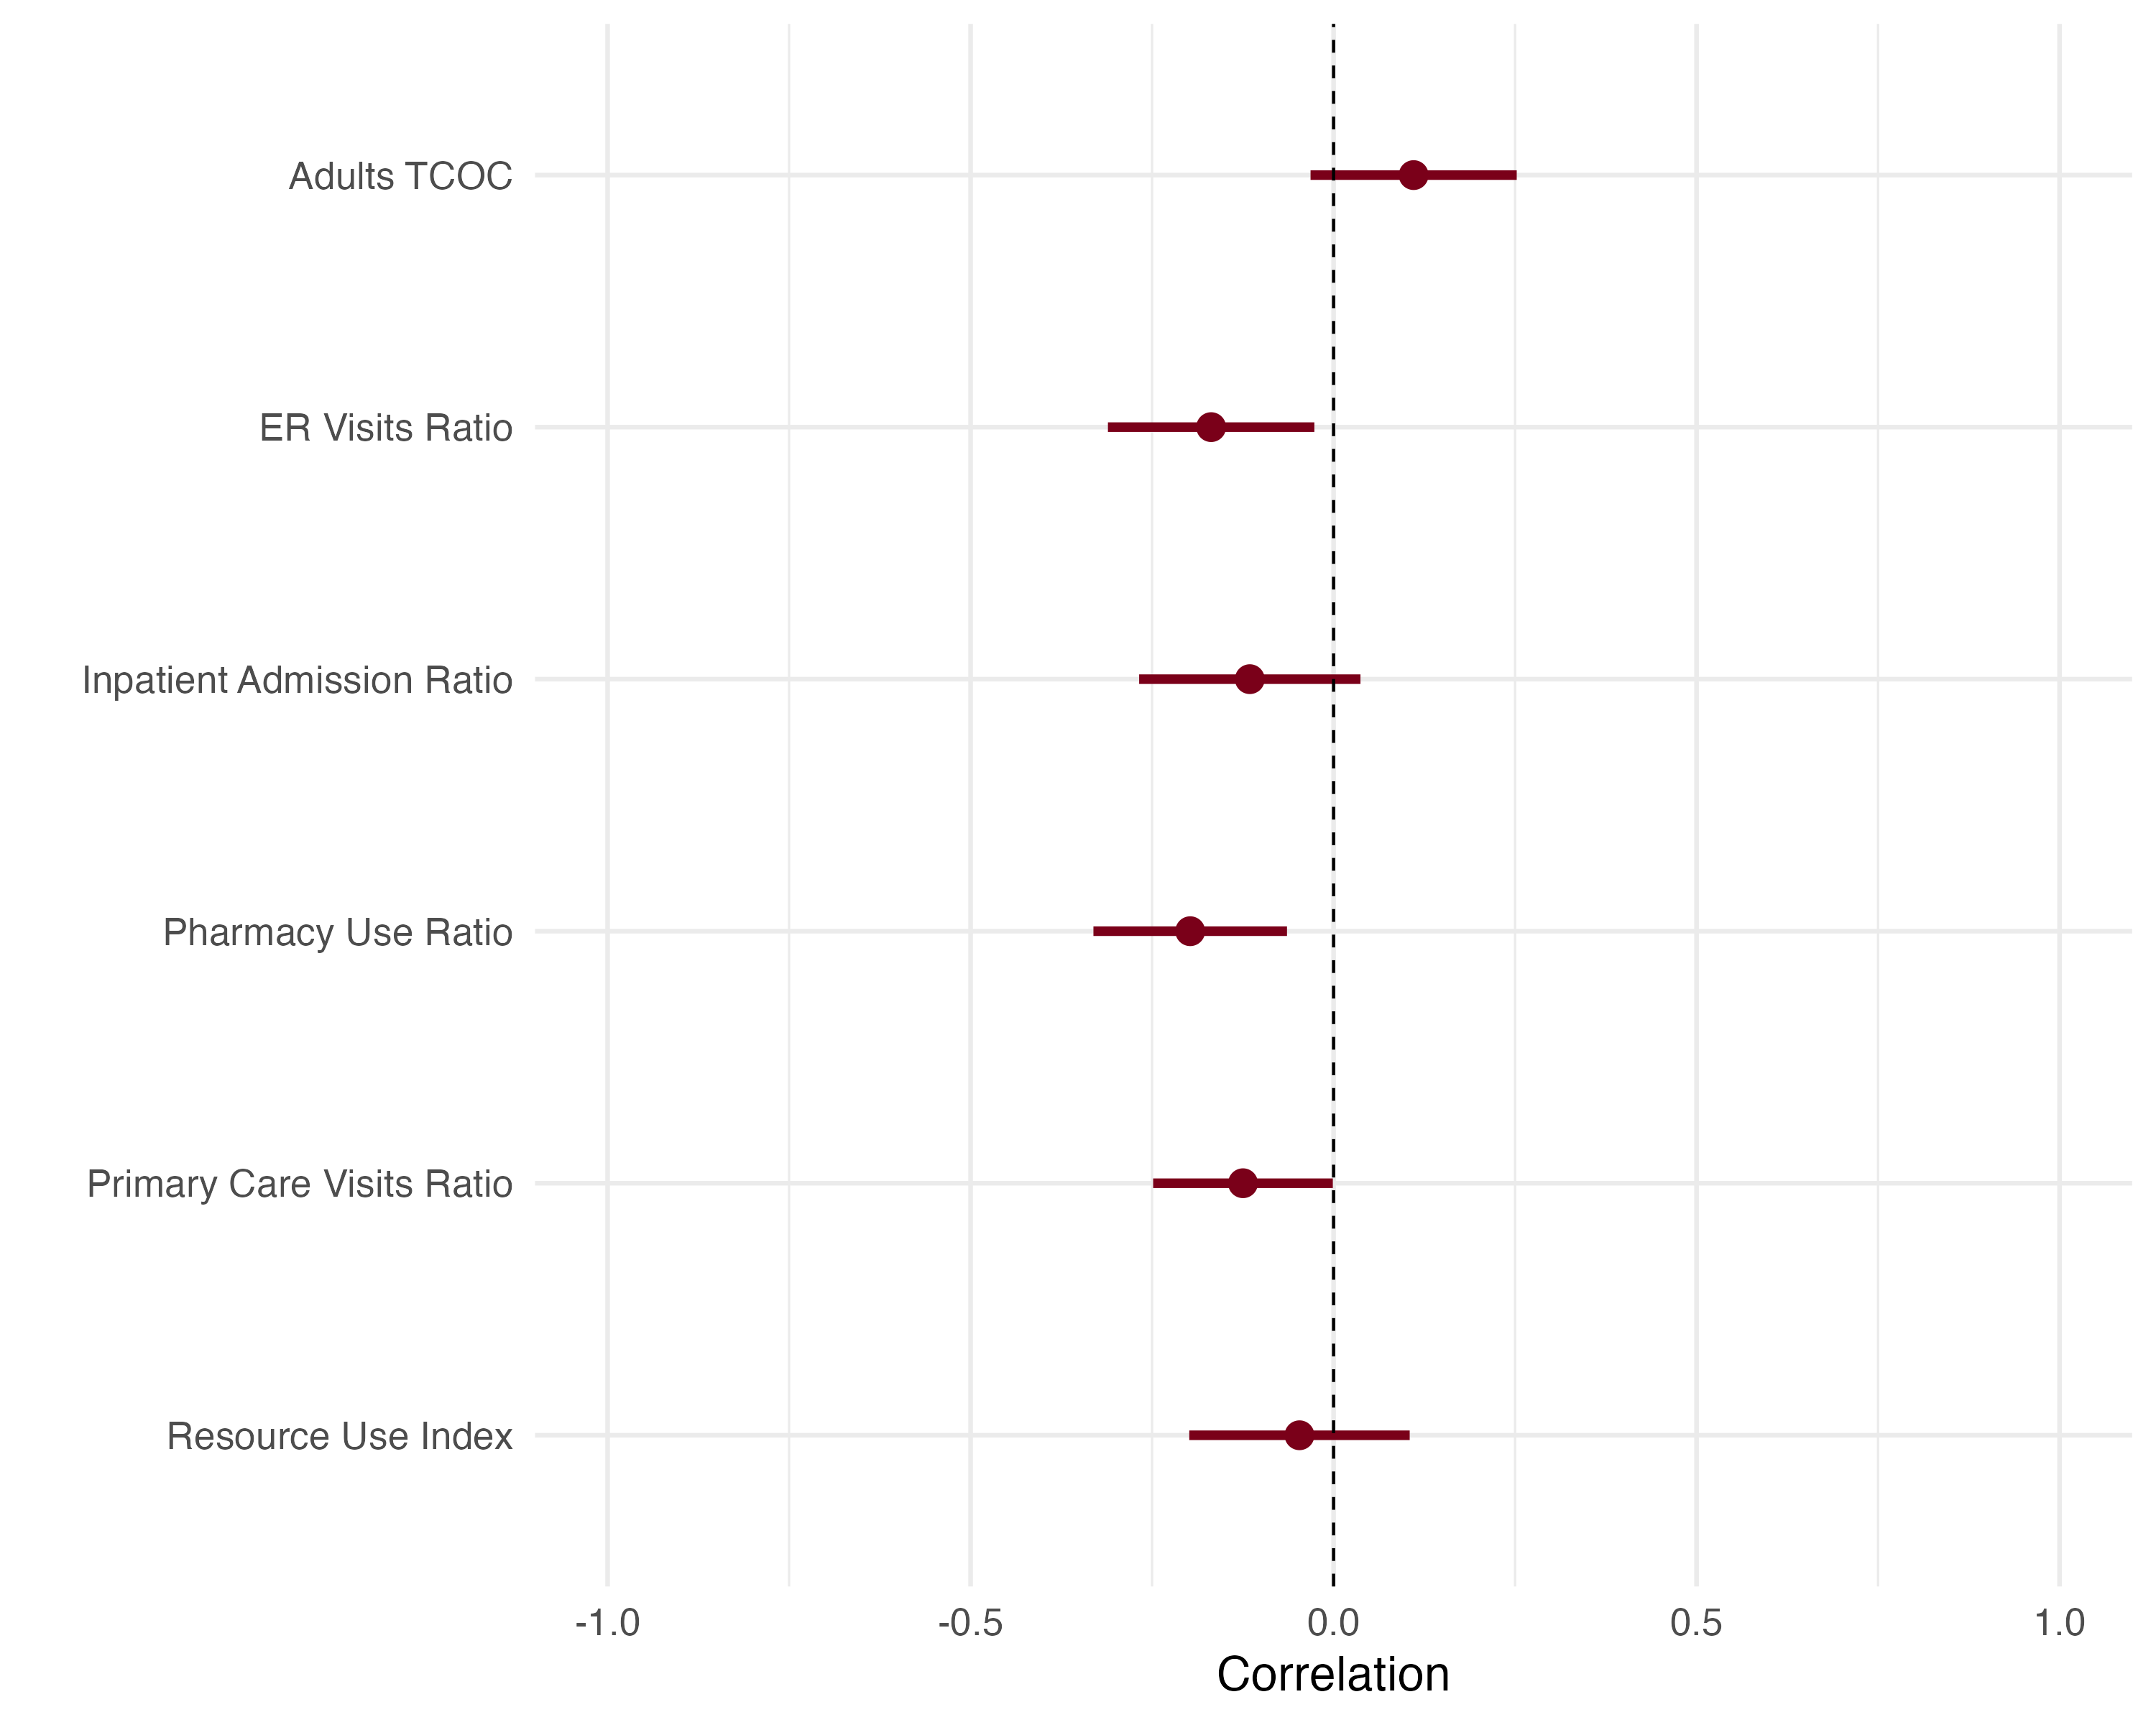 Adults TCOC
ER Visits Ratio
Inpatient Admission Ratio
Pharmacy Use Ratio
Primary Care Visits Ratio
Resource Use Index
-1.0 -0.5 0.0 0.5 1.0
Correlation